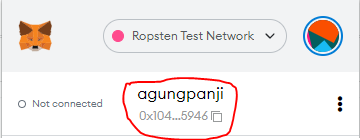 Ropsten Test Network
Not connected
agungpanji
0x104...5946